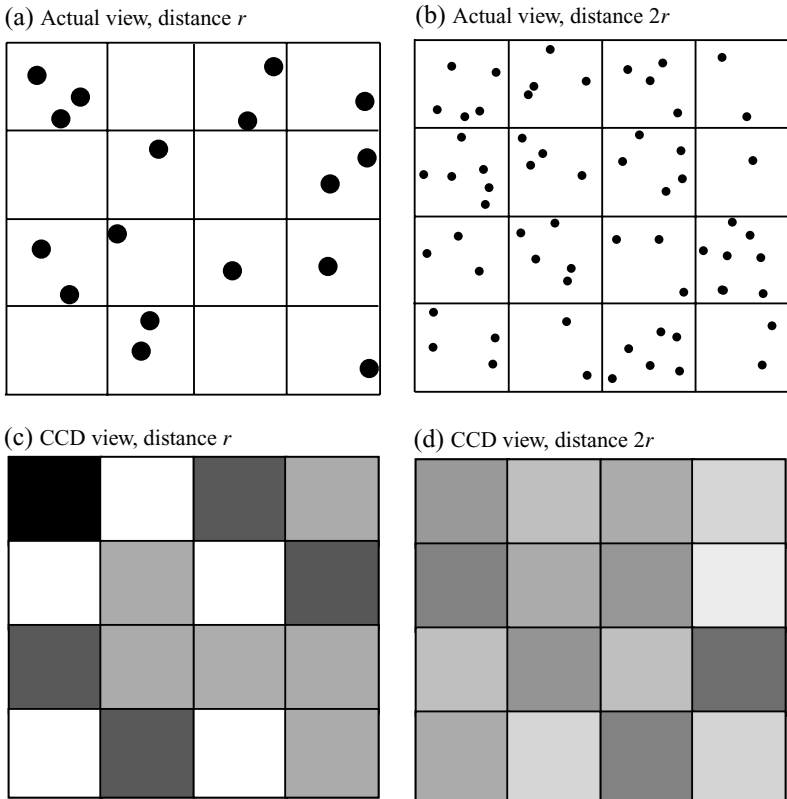 (a) Actual view, distance r
(b) Actual view, distance 2r
(c) CCD view, distance r
(d) CCD view, distance 2r